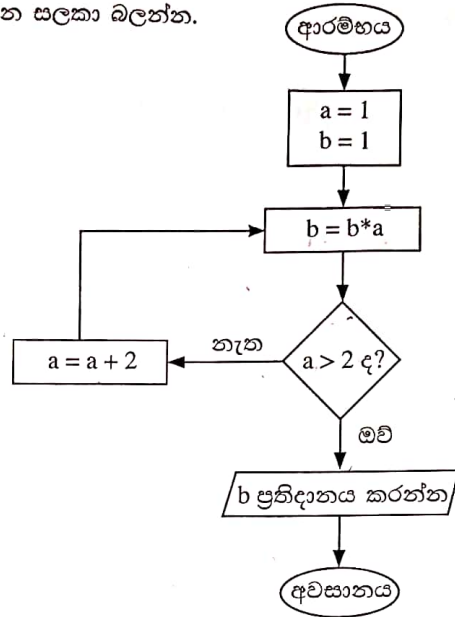 න සලකා බලන්න.
ආරම්භය
a = 1
b = 1
b = b*a
නැත
a = a + 2
a > 2 ද?
ඔව්
b ප්‍රතිදානය කරන්න
අවසානය